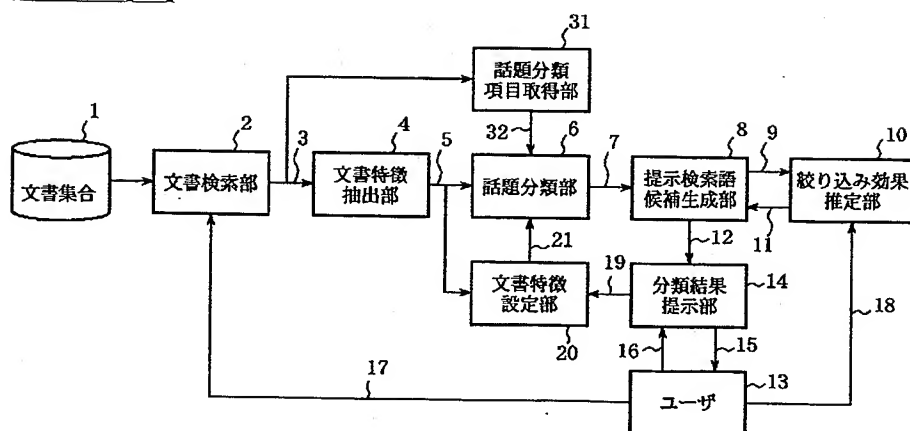 31
話題分類
項目取得部
1
2
4
32
6
8
9
10
3
5
7
文書集合
文書検索部
文書特徴
抽出部
話題分類部
提示検索語
候補生成部
絞り込み効果
推定部
11
21
12
文書特徴
設定部
19
分類結果
提示部
14
18
20
16
15
17
13
ユーザ